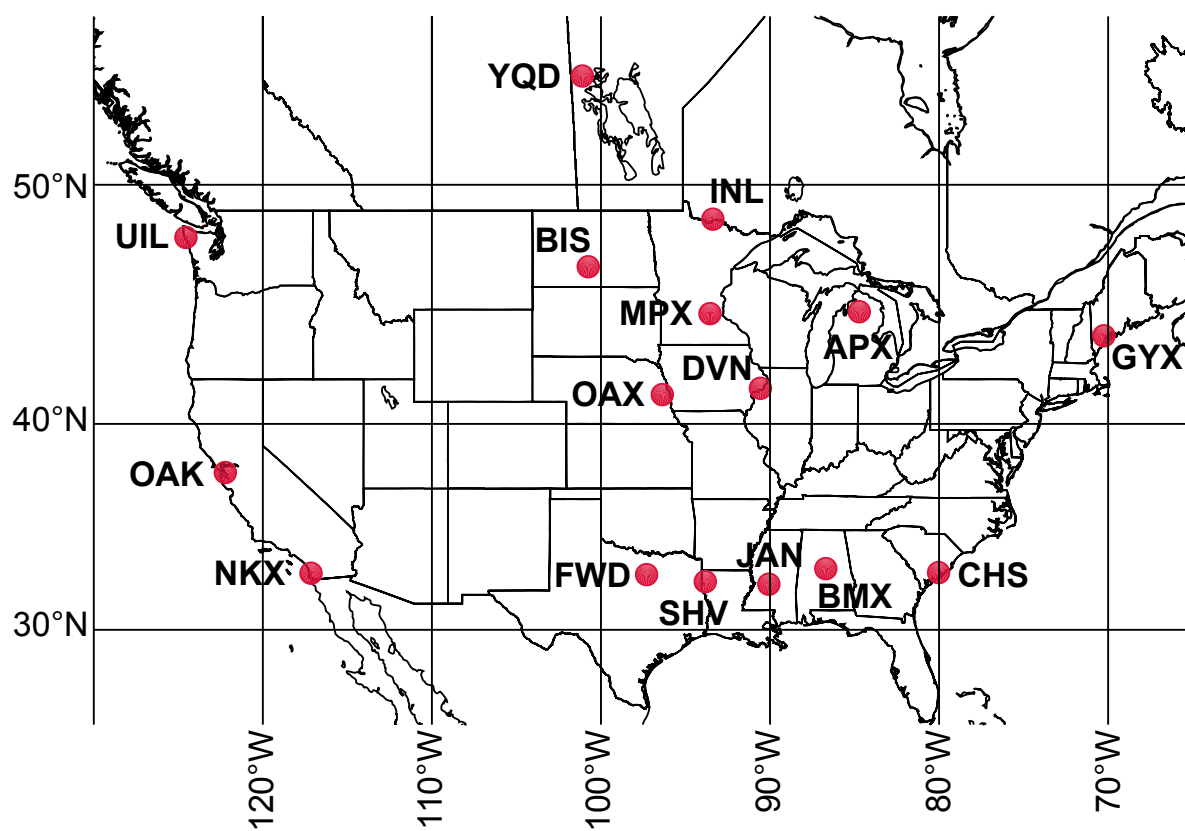 YQD
50°N
INL
UIL
BIS
MPX
APX
GYX
DVN
OAX
40°N
OAK
JAN
NKX
FWD
CHS
BMX
SHV
30°N
120°W
110°W
100°W
90°W
80°W
70°W